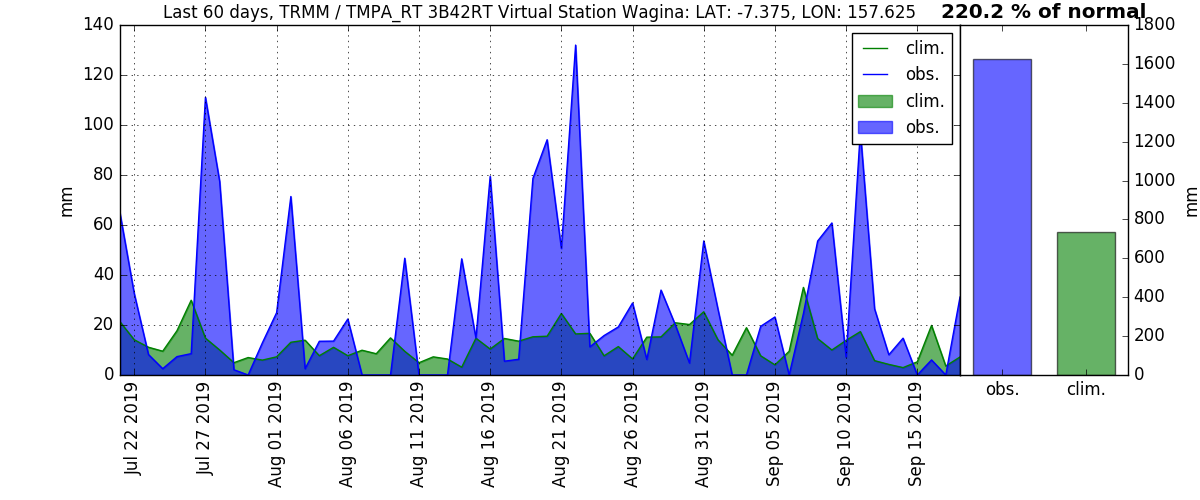 Last 60 days, TRMM / TMPA_RT 3B42RT Virtual Station Wagina: LAT: -7.375, LON: 157.625
220.2 % of normal
140
120
100
80
60
40
20
0
mm
clim.
obs.
clim.
obs.
1800
1600
1400
1200
1000
800
600
400
200
0
mm
obs.
clim.
Jul 22 2019
Jul 27 2019
Aug 01 2019
Aug 06 2019
Aug 11 2019
Aug 16 2019
Aug 21 2019
Aug 26 2019
Aug 31 2019
Sep 05 2019
Sep 10 2019
Sep 15 2019